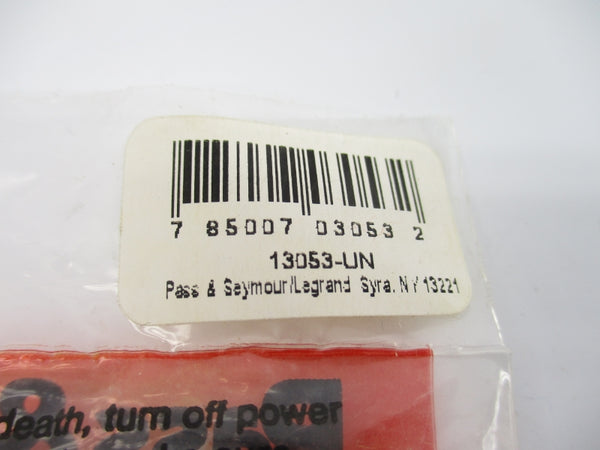 7 85007 03053 2
13053-UN
Pass & Seymour/Legrand Syra. NY 13221
death, turn off power